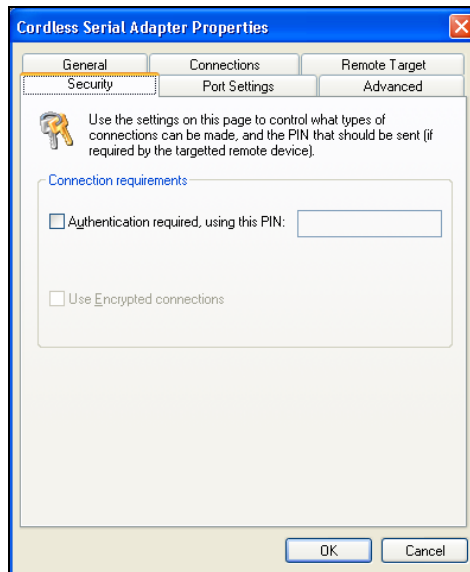 Cordless Serial Adapter Properties
General Connections Remote Target
Security Port Settings Advanced
Use the settings on this page to control what types of
connections can be made, and the PIN that should be sent (if
required by the targetted remote device).
Connection requirements
Authentication required, using this PIN:
Use Encrypted connections
OK Cancel